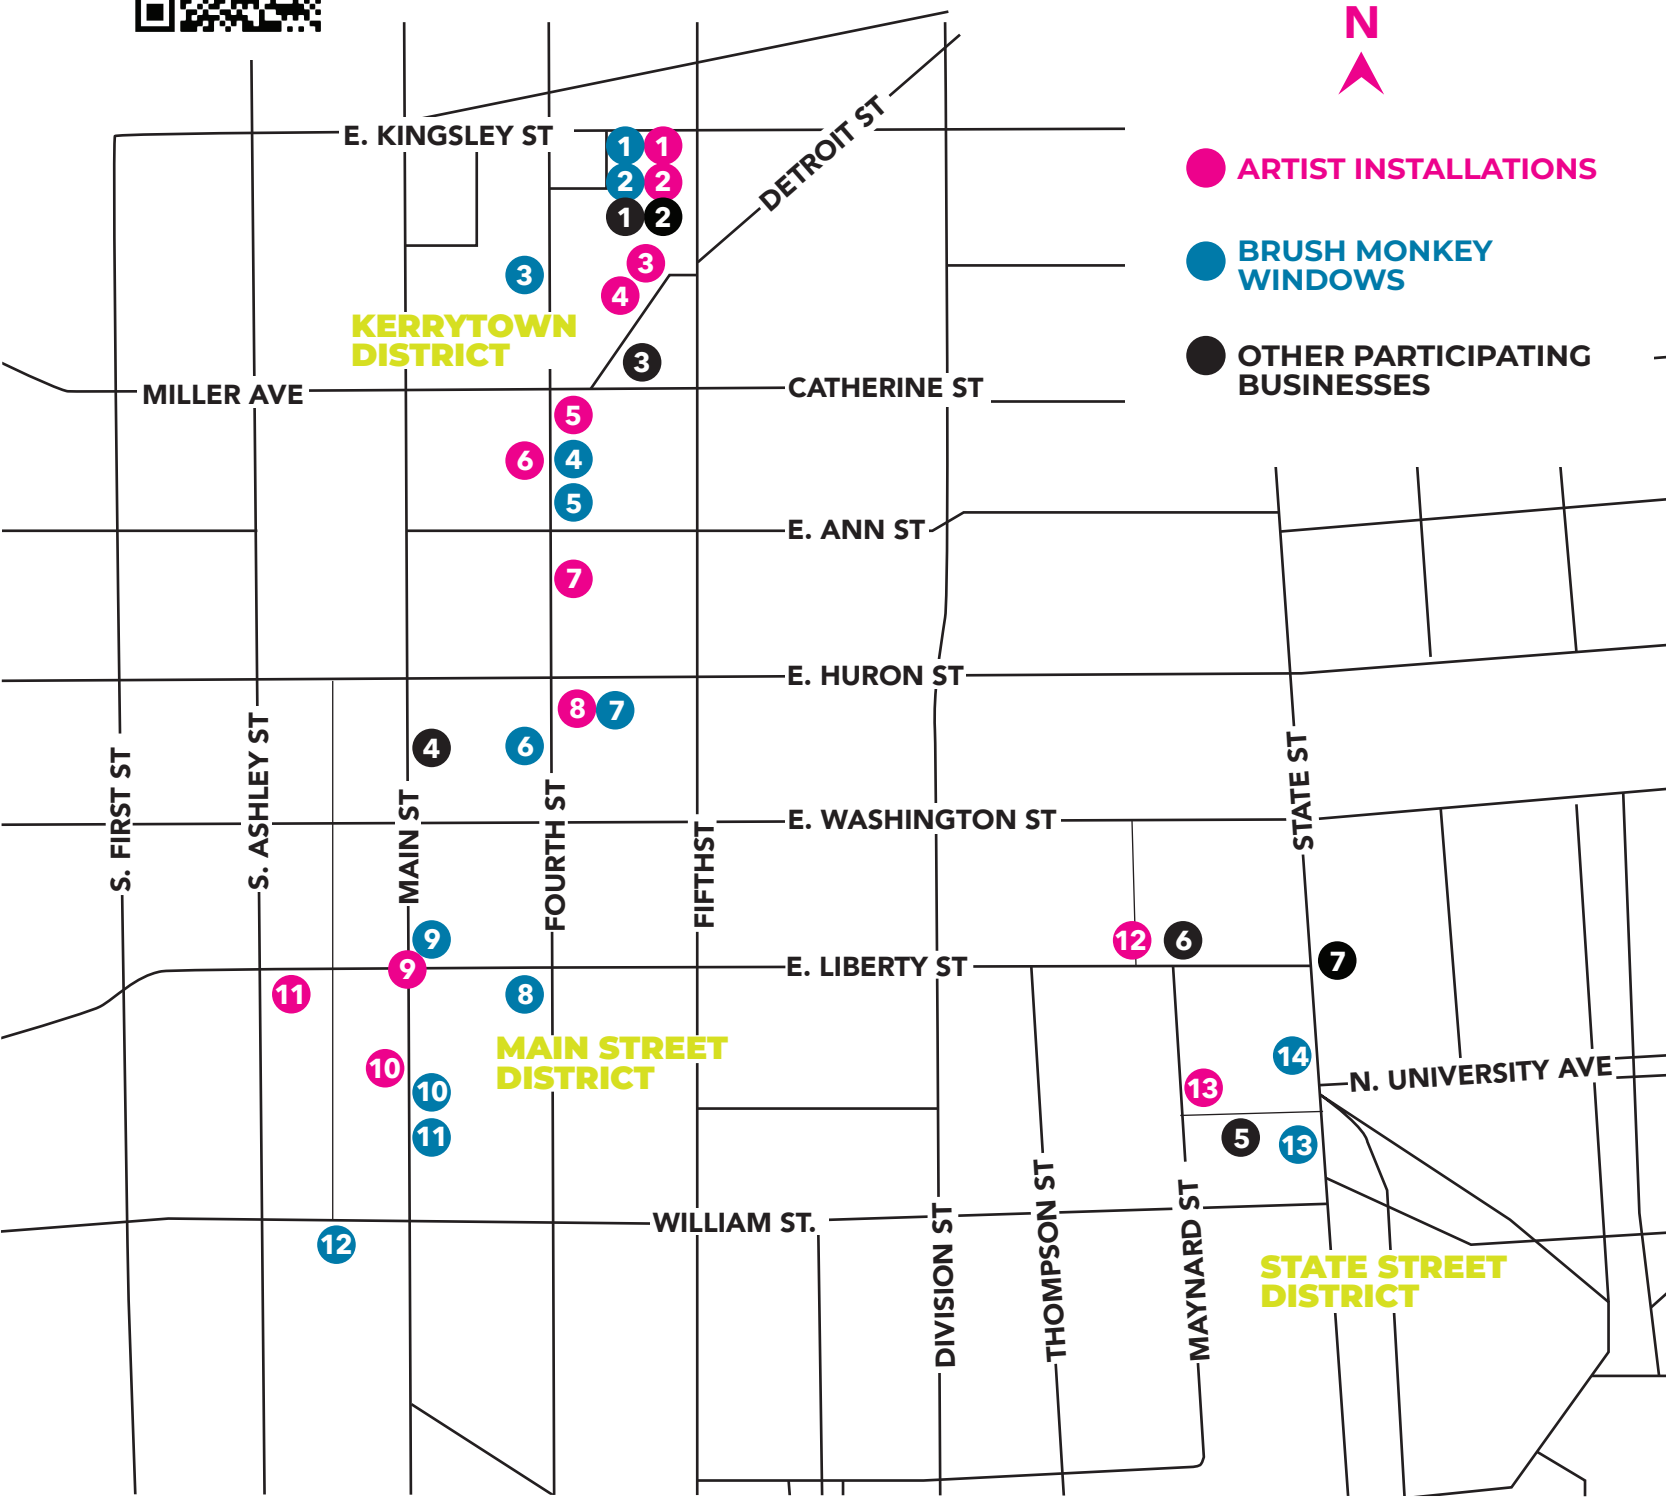 N
E. KINGSLEY ST
DETROIT ST
1
1
2
2
1
2
ARTIST INSTALLATIONS
BRUSH MONKEY
WINDOWS
OTHER PARTICIPATING
BUSINESSES
3
3
4
KERRYTOWN
DISTRICT
3
MILLER AVE
CATHERINE ST
5
6
4
5
E. ANN ST
7
E. HURON ST
8
7
4
6
S. FIRST ST
S. ASHLEY ST
MAIN ST
FOURTH ST
FIFTHST
E. WASHINGTON ST
STATE ST
9
9
12
6
7
E. LIBERTY ST
11
8
MAIN STREET
DISTRICT
10
10
11
14
13
N. UNIVERSITY AVE
5
13
WILLIAM ST.
12
DIVISION ST
THOMPSON ST
MAYNARD ST
STATE STREET
DISTRICT